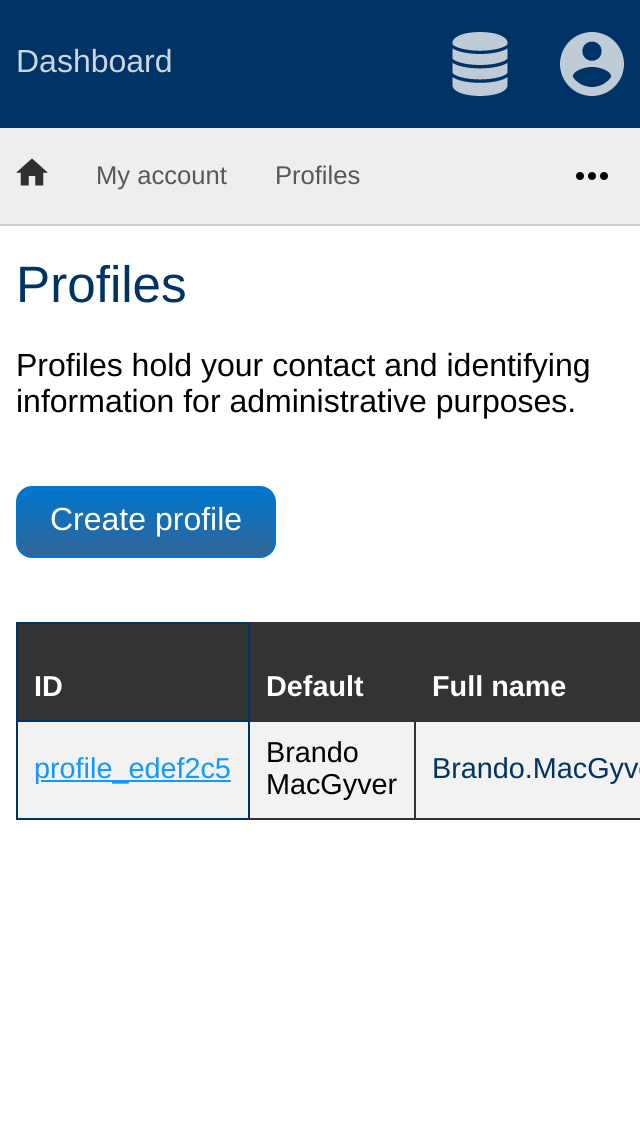 Dashboard
My account Profiles
Profiles
Profiles hold your contact and identifying
information for administrative purposes.
Create profile
ID Default Full name
profile_edef2c5 Brando MacGyver Brando.MacGyv